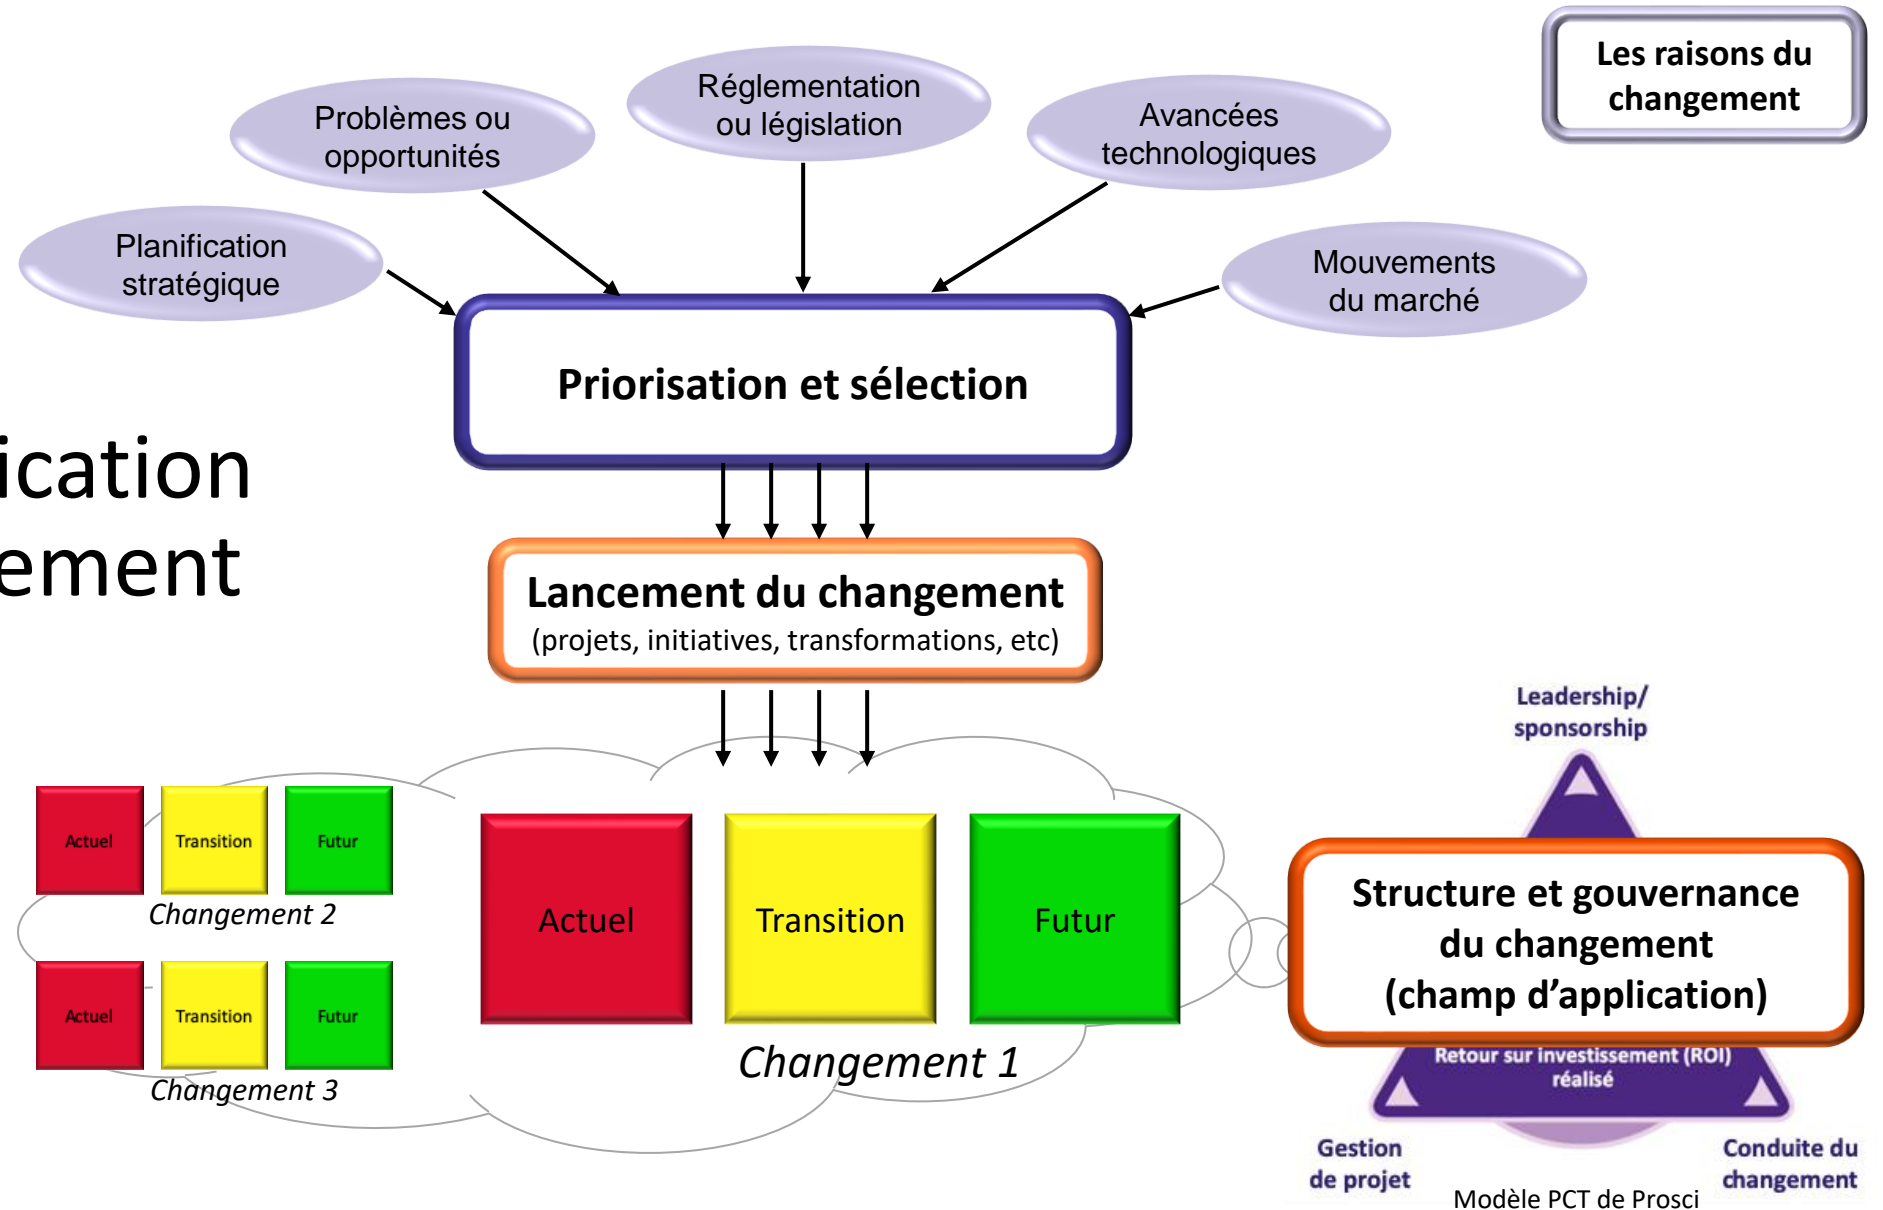 Les raisons du
changement
Réglementation
ou législation
Problèmes ou
opportunités
Avancées
technologiques
Planification
stratégique
Mouvements
du marché
Priorisation et sélection
ication
ement
Lancement du changement
(projets, initiatives, transformations, etc)
Leadership/
sponsorship
Actuel
Transition
Futur
Changement 2
Actuel
Transition
Futur
Changement 3
Actuel
Transition
Futur
Changement 1
Structure et gouvernance
du changement
(champ d’application)
Retour sur investissement (ROI)
réalisé
Gestion
de projet
Conduite du
changement
Modèle PCT de Prosci